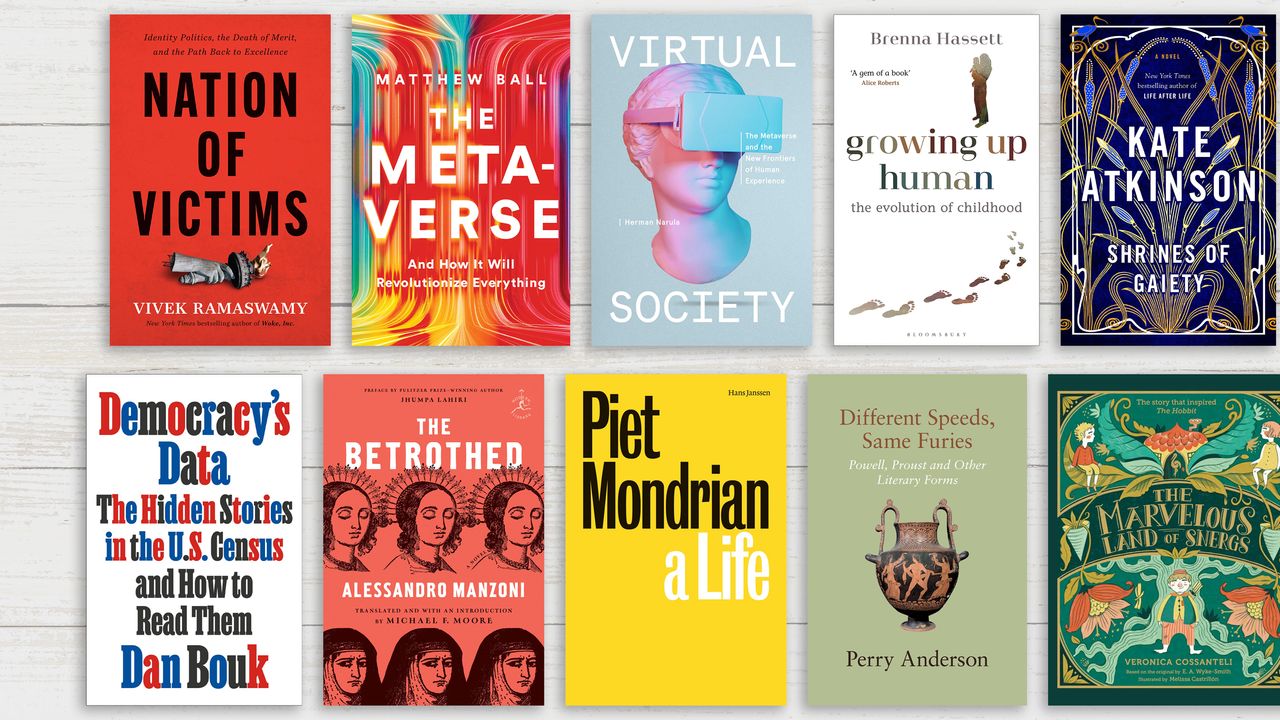 Identity Politics, the Death of Merit,
and the Path Back to Excellence
NATION
OF
VICTIMS
VIVEK RAMASWAMY
New York Times bestselling author of Woke, Inc.
MATTHEW BALL
THE
META-
VERSE
And How It Will
Revolutionize Everything
VIRTUAL
The Metaverse
and the
New Frontiers
of Human
Experience
Herman Narula
SOCIETY
Brenna Hassett
‘A gem of a book’
Alice Roberts
growing up
human
the evolution of childhood
BLOOMSBURY
A NOVEL
New York Times
bestselling author of
LIFE AFTER LIFE
KATE
ATKINSON
SHRINES OF
GAIETY
Democracy’s
Data
The Hidden Stories
in the U.S. Census
and How to
Read Them
Dan Bouk
PREFACE BY PULITZER PRIZE–WINNING AUTHOR
JHUMPA LAHIRI
THE
BETROTHED
A NOVEL
ALESSANDRO MANZONI
TRANSLATED AND WITH AN INTRODUCTION
BY MICHAEL F. MOORE
Hans Janssen
Piet
Mondrian
a Life
Different Speeds,
Same Furies
Powell, Proust and Other
Literary Forms
Perry Anderson
The story that inspired
The Hobbit
THE
MARVELOUS
LAND OF SNERGS
VERONICA COSSANTELI
Based on the original by E. A. Wyke-Smith
Illustrated by Melissa Castrillón